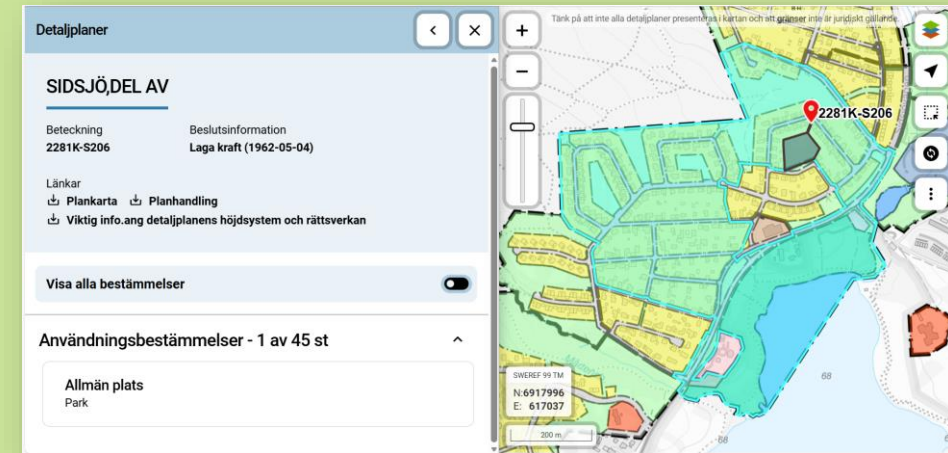 Detaljplaner
SIDSJÖ,DEL AV
Beteckning
2281K-S206
Beslutsinformation
Laga kraft (1962-05-04)
Länkar
Plankarta Planhandling
Viktig info.ang detaljplanens höjdsystem och rättsverkan
Visa alla bestämmelser
Användningsbestämmelser - 1 av 45 st
Allmän plats
Park
Tänk på att inte alla detaljplaner presenteras i kartan och att gränser inte är juridiskt gällande.
2281K-S206
SWEREF 99 TM
N:6917996
E: 617037
200 m
68
68